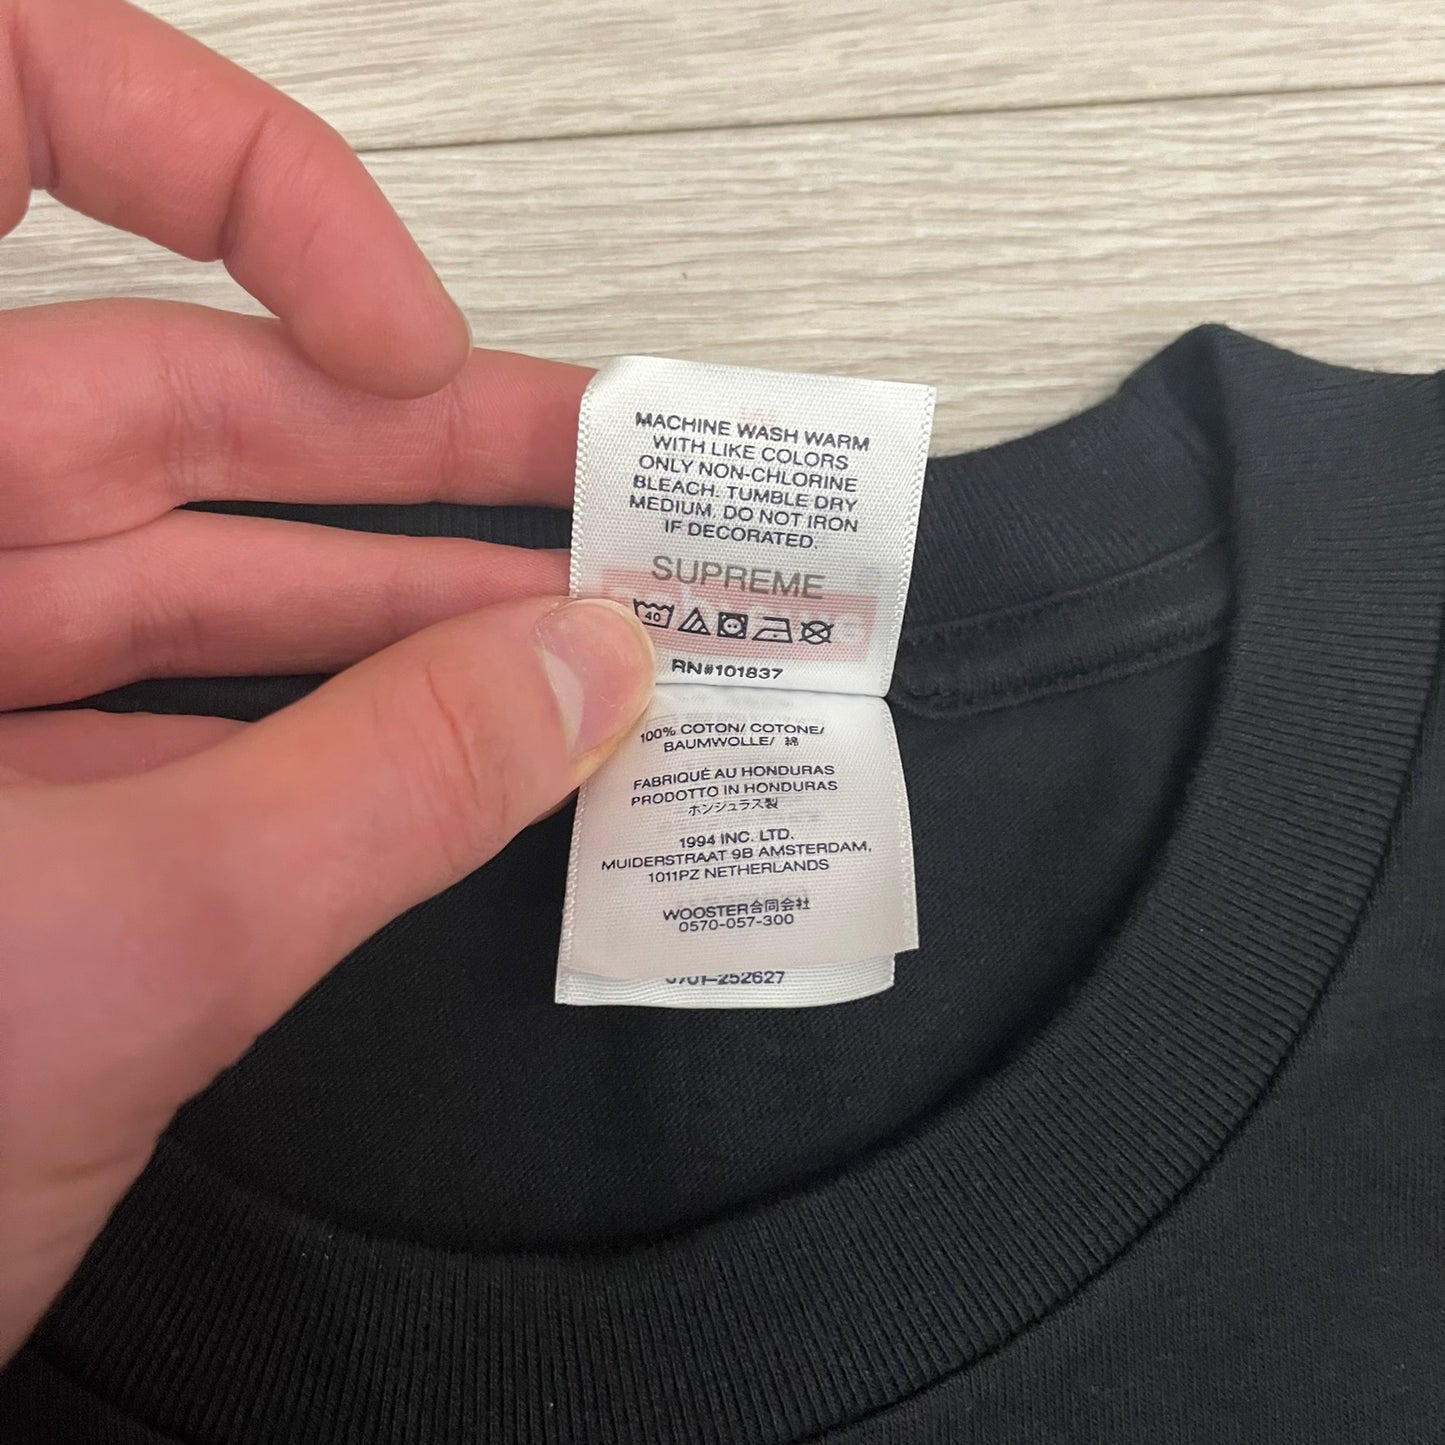 MACHINE WASH WARM
WITH LIKE COLORS
ONLY NON-CHLORINE
BLEACH. TUMBLE DRY
MEDIUM. DO NOT IRON
IF DECORATED.
SUPREME
40
RN#101837
100% COTON/ COTONE/
BAUMWOLLE/ 綿
FABRIQUÉ AU HONDURAS
PRODOTTO IN HONDURAS
ホンジュラス製
1994 INC. LTD.
MUIDERSTRAAT 9B AMSTERDAM,
1011PZ NETHERLANDS
WOOSTER合同会社
0570-057-300
0701-252627